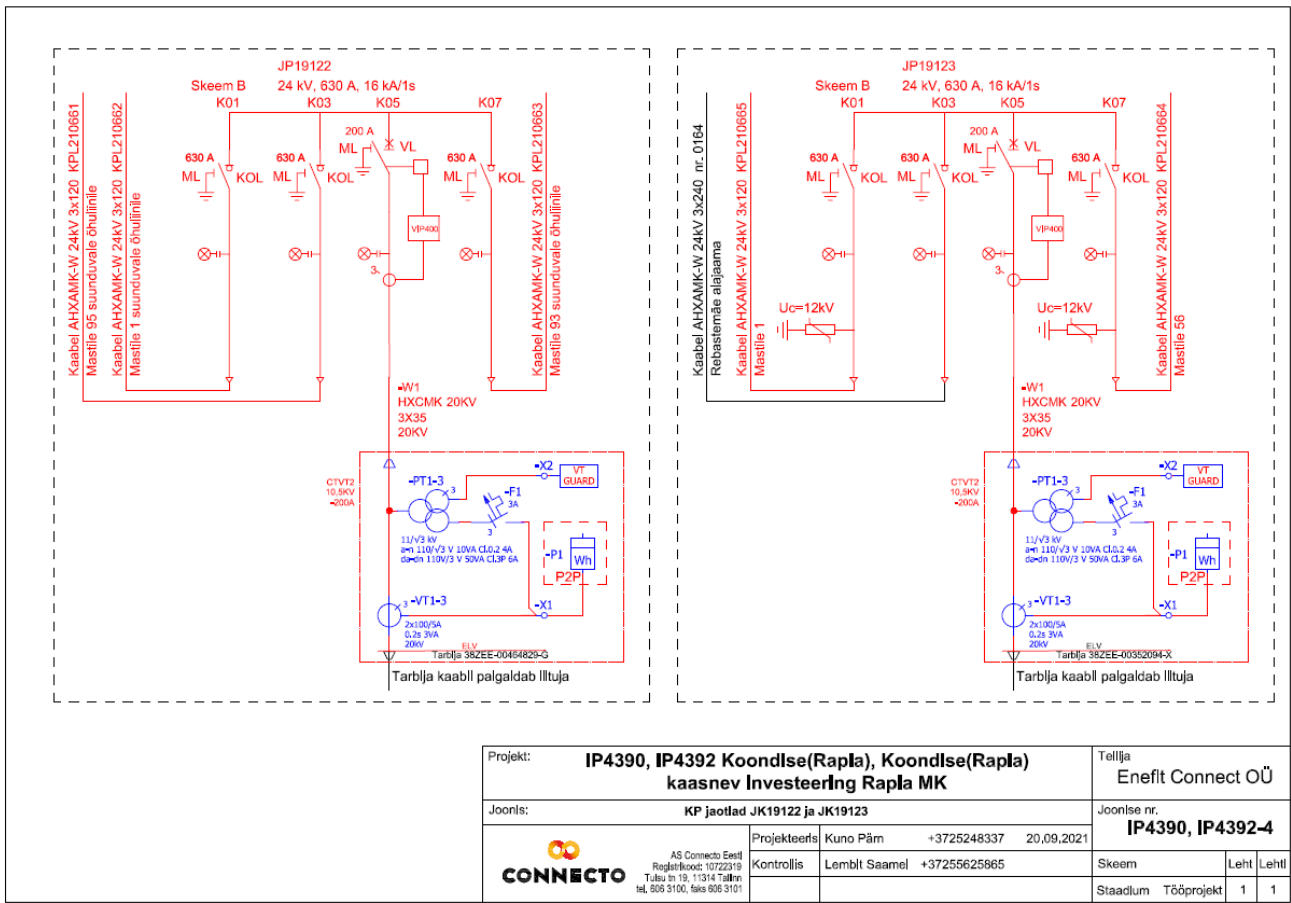 JP19122
Skeem B 24 kV, 630 A, 16 kA/1s
K01 K03 K05 K07
Kaabel AHXAMK-W 24kV 3x120 KPL210661
Mastile 95 suunduvale õhuliinile
Kaabel AHXAMK-W 24kV 3x120 KPL210662
Mastile 1 suunduvale õhuliinile
630 A
ML KOL
630 A
ML KOL
200 A
ML VL
630 A
ML KOL
VIP400
3
Kaabel AHXAMK-W 24kV 3x120 KPL210663
Mastile 93 suunduvale õhuliinile
-W1
HXCMK 20KV
3X35
20KV
CTVT2
10,5KV
-200A
-PT1-3
3
-X2
VT
GUARD
-F1
3A
3
11/√3 kV
a-n 110/√3 V 10VA Cl.0.2 4A
da-dn 110V/3 V 50VA Cl.3P 6A
-P1
Wh
P2P
3 -VT1-3
-X1
2x100/5A
0.2s 3VA
20kV
ELV
Tarbija 38ZEE-00464829-G
Tarbija kaabli paigaldab liituja
JP19123
Skeem B 24 kV, 630 A, 16 kA/1s
K01 K03 K05 K07
Kaabel AHXAMK-W 24kV 3x240 nr. 0164
Rebastemäe alajaama
Kaabel AHXAMK-W 24kV 3x120 KPL210665
Mastile 1
630 A
ML KOL
630 A
ML KOL
200 A
ML VL
630 A
ML KOL
VIP400
3
Uc=12kV
Uc=12kV
Kaabel AHXAMK-W 24kV 3x120 KPL210664
Mastile 56
-W1
HXCMK 20KV
3X35
20KV
CTVT2
10,5KV
-200A
-PT1-3
3
-X2
VT
GUARD
-F1
3A
3
11/√3 kV
a-n 110/√3 V 10VA Cl.0.2 4A
da-dn 110V/3 V 50VA Cl.3P 6A
-P1
Wh
P2P
3 -VT1-3
-X1
2x100/5A
0.2s 3VA
20kV
ELV
Tarbija 38ZEE-00352094-X
Tarbija kaabli paigaldab liituja
Projekt:
IP4390, IP4392 Koondise(Rapla), Koondise(Rapla)
kaasnev investeering Rapla MK
Tellija
Enefit Connect OÜ
Joonis:
KP jaotlad JK19122 ja JK19123
Joonise nr.
IP4390, IP4392-4
CONNECTO
AS Connecto Eesti
Registrikood: 10722319
Tuisu tn 19, 11314 Tallinn
tel, 606 3100, faks 606 3101
Projekteeris Kuno Pärn +3725248337 20,09,2021
Kontrollis Lembit Saamel +37255625865
Skeem Leht Lehti
Staadium Tööprojekt 1 1